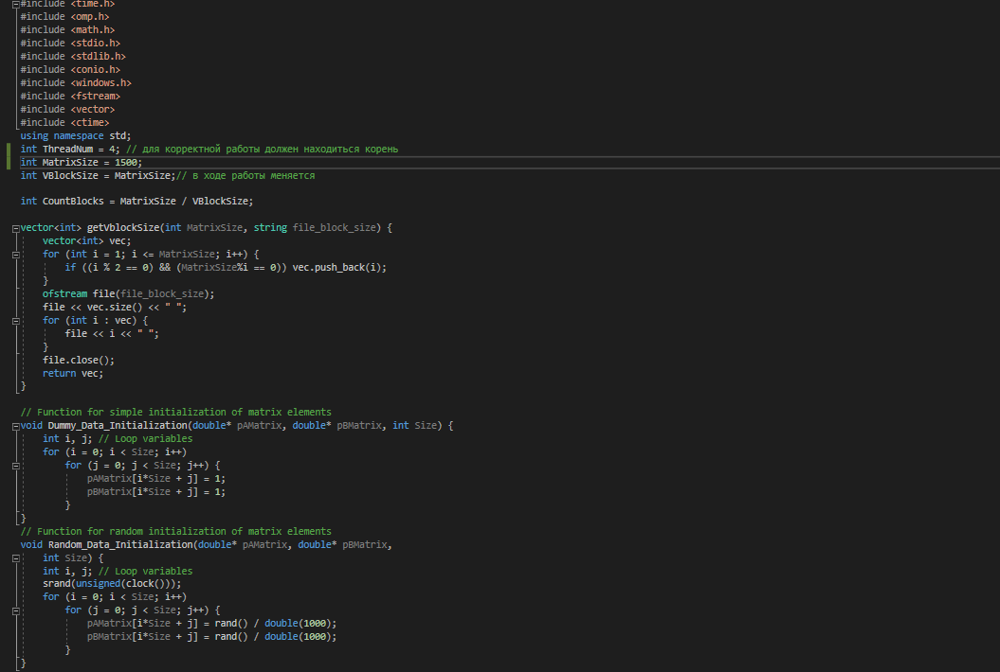 #include <time.h>
#include <omp.h>
#include <math.h>
#include <stdio.h>
#include <stdlib.h>
#include <conio.h>
#include <windows.h>
#include <fstream>
#include <vector>
#include <ctime>
using namespace std;
int ThreadNum = 4; // для корректной работы должен находиться корень
int MatrixSize = 1500;
int VBlockSize = MatrixSize;// в ходе работы меняется
int CountBlocks = MatrixSize / VBlockSize;
vector<int> getVblockSize(int MatrixSize, string file_block_size) {
vector<int> vec;
for (int i = 1; i <= MatrixSize; i++) {
if ((i % 2 == 0) && (MatrixSize%i == 0)) vec.push_back(i);
}
ofstream file(file_block_size);
file << vec.size() << " ";
for (int i : vec) {
file << i << " ";
}
file.close();
return vec;
}
// Function for simple initialization of matrix elements
void Dummy_Data_Initialization(double* pAMatrix, double* pBMatrix, int Size) {
int i, j; // Loop variables
for (i = 0; i < Size; i++)
for (j = 0; j < Size; j++) {
pAMatrix[i*Size + j] = 1;
pBMatrix[i*Size + j] = 1;
}
}
// Function for random initialization of matrix elements
void Random_Data_Initialization(double* pAMatrix, double* pBMatrix,
int Size) {
int i, j; // Loop variables
srand(unsigned(clock()));
for (i = 0; i < Size; i++)
for (j = 0; j < Size; j++) {
pAMatrix[i*Size + j] = rand() / double(1000);
pBMatrix[i*Size + j] = rand() / double(1000);
}
}